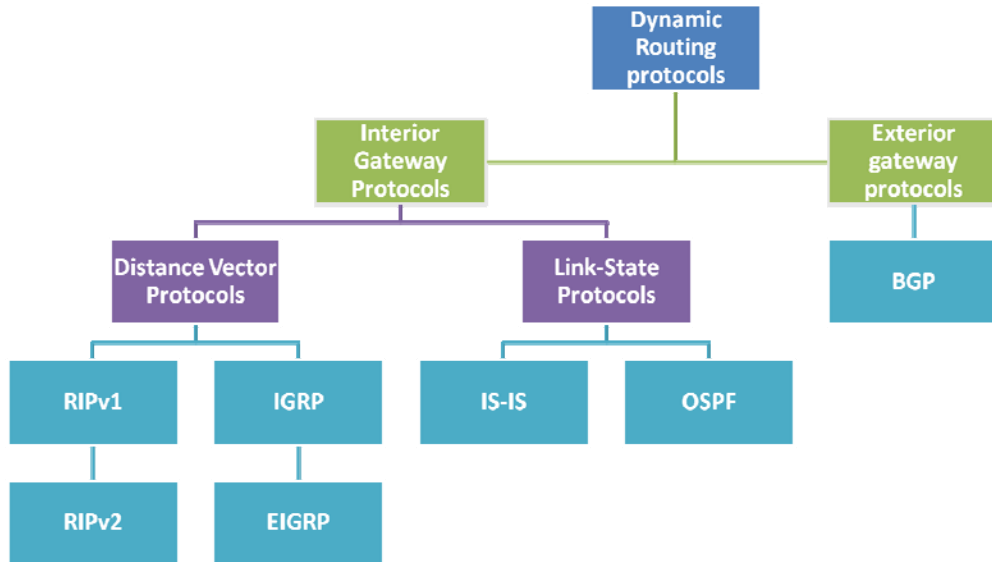 Dynamic
Routing
protocols
Interior
Gateway
Protocols
Exterior
gateway
protocols
Distance Vector
Protocols
Link-State
Protocols
BGP
RIPv1
IGRP
IS-IS
OSPF
RIPv2
EIGRP